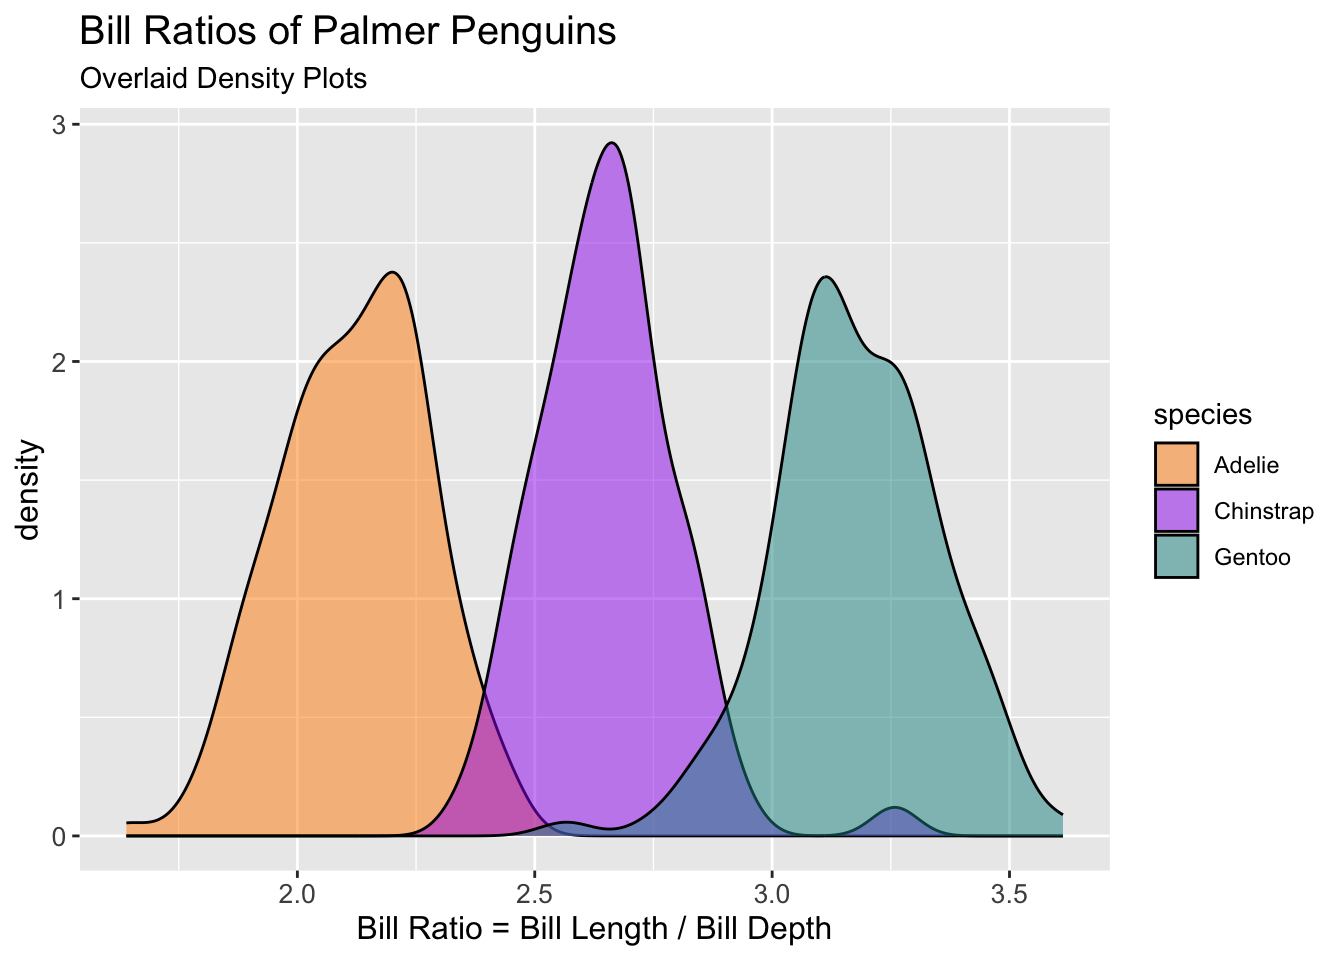 Bill Ratios of Palmer Penguins
Overlaid Density Plots
3
2
1
0
density
2.0 2.5 3.0 3.5
Bill Ratio = Bill Length / Bill Depth
species
Adelie
Chinstrap
Gentoo